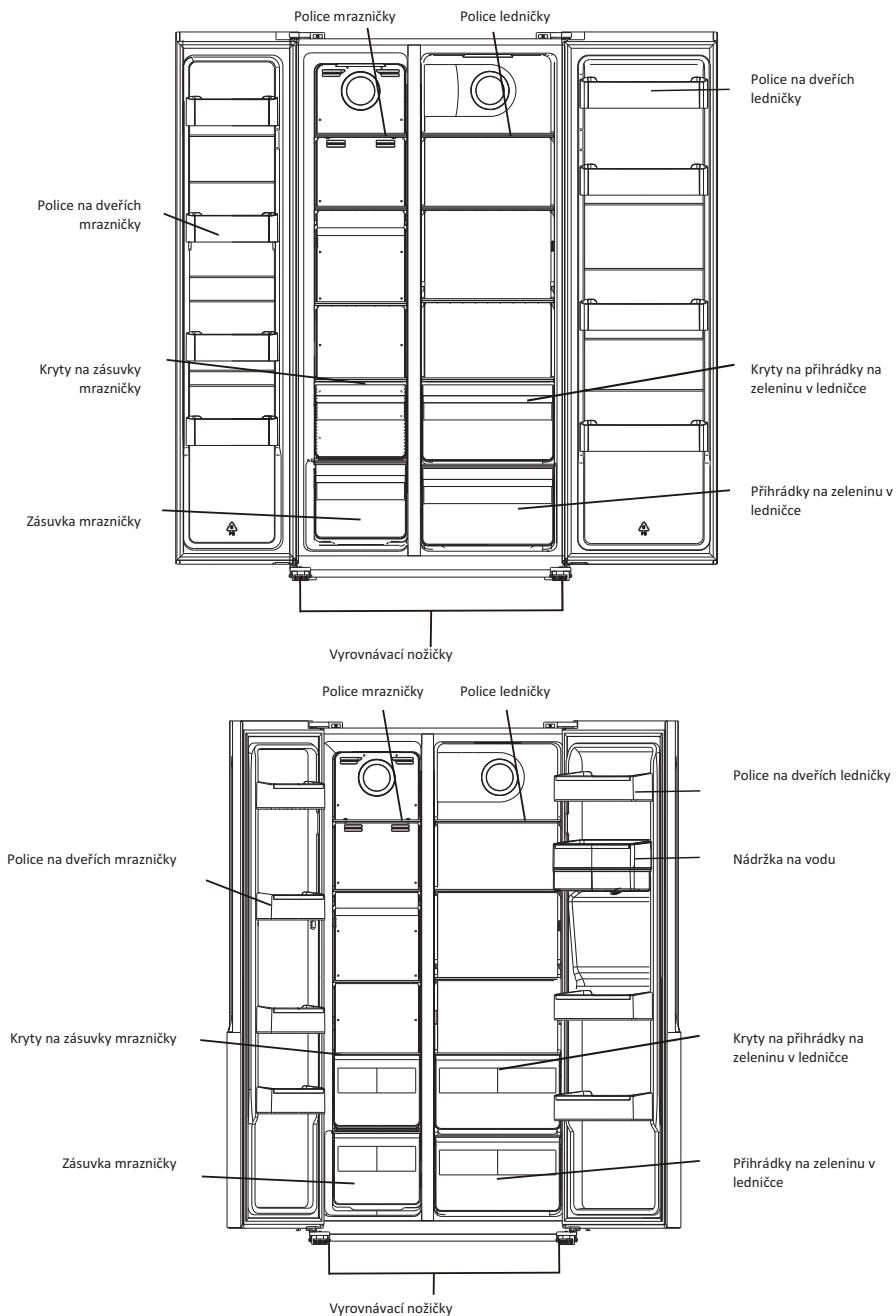 Police mrazničky
Police ledničky
Police na dveřích
ledničky
Police na dveřích
mrazničky
Kryty na zásuvky
mrazničky
Kryty na přihrádky na
zeleninu v ledničce
Zásuvka mrazničky
Přihrádky na zeleninu v
ledničce
Vyrovnávací nožičky
Police mrazničky
Police ledničky
Police na dveřích ledničky
Police na dveřích mrazničky
Nádržka na vodu
Kryty na zásuvky mrazničky
Kryty na přihrádky na
zeleninu v ledničce
Zásuvka mrazničky
Přihrádky na zeleninu v
ledničce
Vyrovnávací nožičky